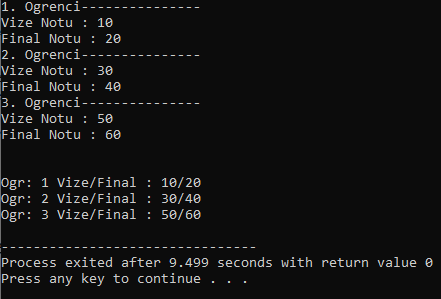 1. Ogrenci---------------
Vize Notu : 10
Final Notu : 20
2. Ogrenci---------------
Vize Notu : 30
Final Notu : 40
3. Ogrenci---------------
Vize Notu : 50
Final Notu : 60
Ogr: 1 Vize/Final : 10/20
Ogr: 2 Vize/Final : 30/40
Ogr: 3 Vize/Final : 50/60
--------------------------------
Process exited after 9.499 seconds with return value 0
Press any key to continue . . .